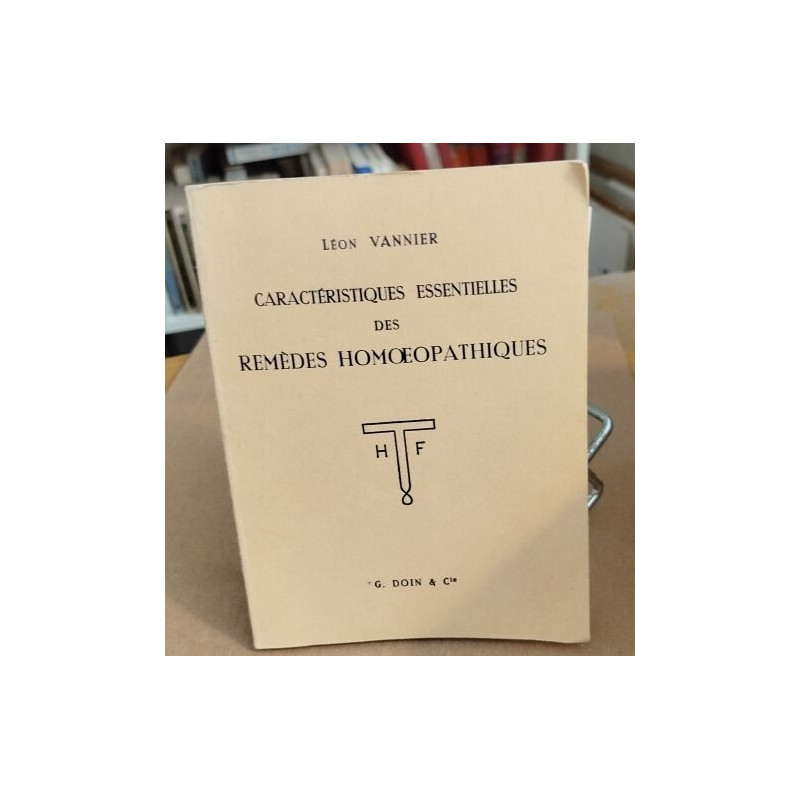 LÉON VANNIER
CARACTÉRISTIQUES ESSENTIELLES
DES
REMÈDES HOMŒOPATHIQUES
H F
G. DOIN & Cie